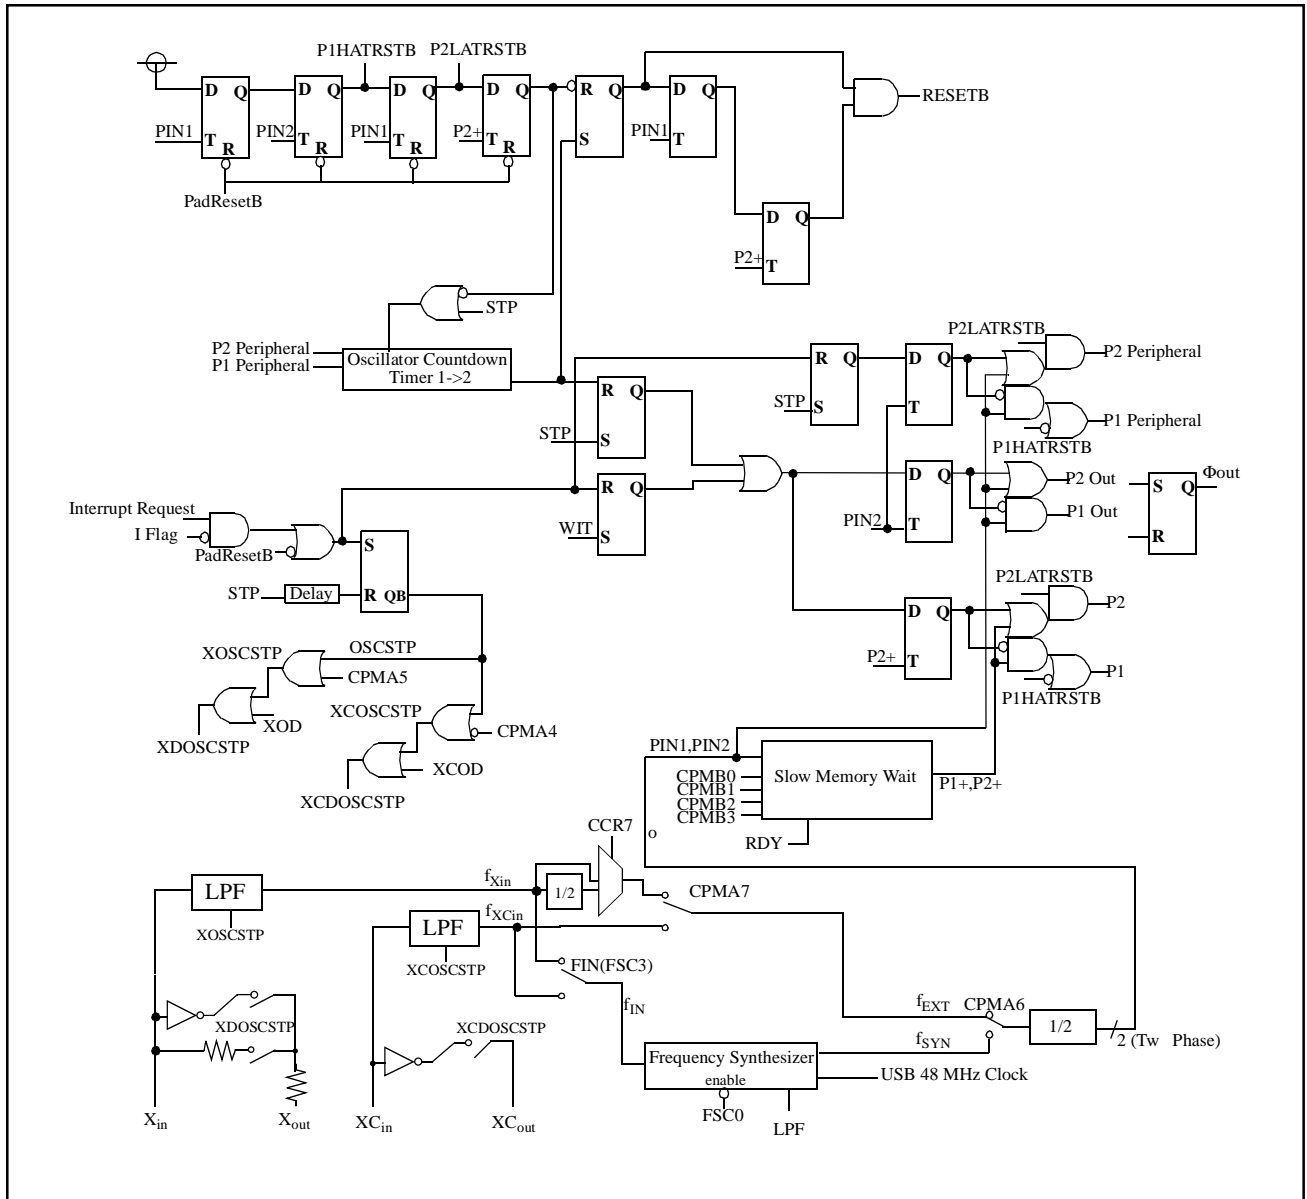 P1HATRSTB P2LATRSTB
D Q D Q D Q D Q R Q D Q
RESETB
PIN1 T R PIN2 T R PIN1 T R P2+ T R S PIN1 T
PadResetB
D Q
P2+ T
STP
P2 Peripheral
P1 Peripheral
Oscillator Countdown
Timer 1->2
P2LATRSTB
P2 Peripheral
R Q D Q
STP S T
P1 Peripheral
P1HATRSTB
R Q
STP S
R Q
WIT S
D Q
PIN2 T
P2 Out
P1 Out
S Q Φout
R
Interrupt Request
I Flag
PadResetB
S
STP Delay R QB
P2LATRSTB
D Q P2
P2+ T
P1
P1HATRSTB
XOSCSTP OSCSTP
CPMA5
XOD
XDOSCSTP
XCOSCSTP
CPMA4
XCOD
XCDOSCSTP
PIN1,PIN2
CPMB0
CPMB1
CPMB2
CPMB3
Slow Memory Wait
P1+,P2+
RDY
o
CCR7
LPF fXin 1/2 CPMA7
XOSCSTP
LPF fXCin
XCOSCSTP
FIN(FSC3)
fIN
XDOSCSTP
XCDOSCSTP
fEXT CPMA6
1/2
2 (Tw Phase)
fSYN
Frequency Synthesizer
enable
USB 48 MHz Clock
FSC0
LPF
Xin Xout XCin XCout